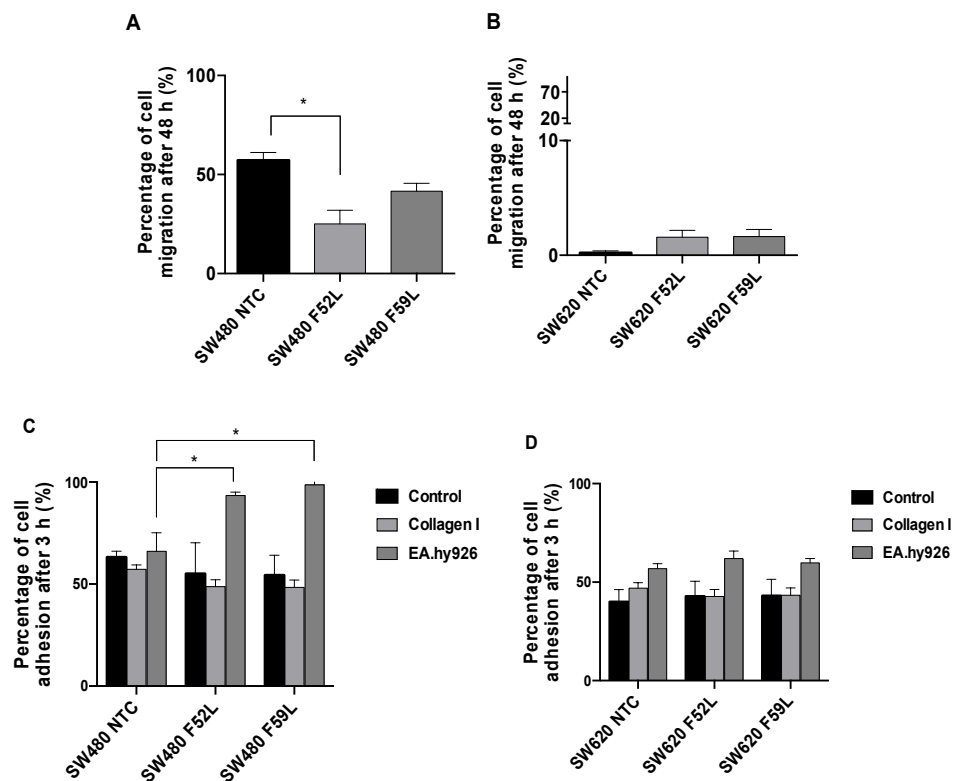 A
Percentage of cell
migration after 48 h (%)
100
50
0
*
SW480 NTC
SW480 F52L
SW480 F59L
B
Percentage of cell
migration after 48 h (%)
70
20
10
0
SW620 NTC
SW620 F52L
SW620 F59L
C
Percentage of cell
adhesion after 3 h (%)
100
50
0
*
*
SW480 NTC
SW480 F52L
SW480 F59L
Control
Collagen I
EA.hy926
D
Percentage of cell
adhesion after 3 h (%)
100
50
0
SW620 NTC
SW620 F52L
SW620 F59L
Control
Collagen I
EA.hy926